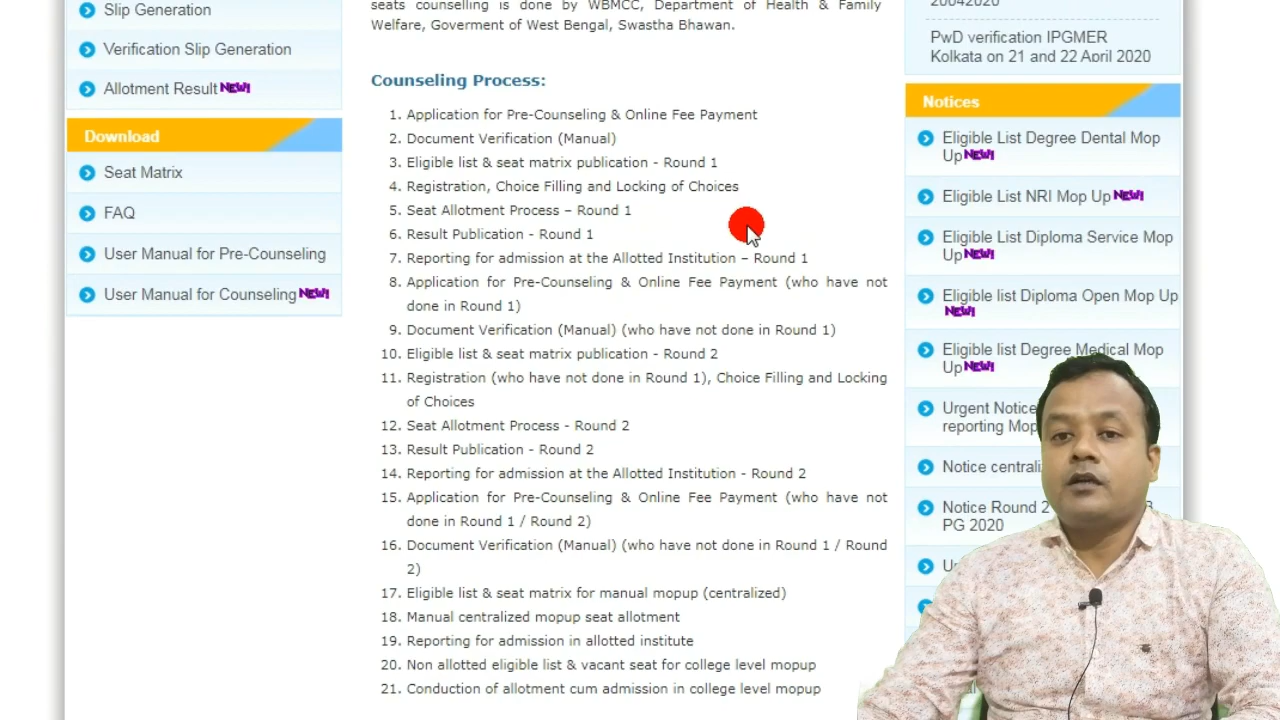 Slip Generation
Verification Slip Generation
Allotment Result NEW!
Download
Seat Matrix
FAQ
User Manual for Pre-Counseling
User Manual for Counseling NEW!
seats counselling is done by WBMCC, Department of Health & Family
Welfare, Goverment of West Bengal, Swastha Bhawan.
Counseling Process:
1. Application for Pre-Counseling & Online Fee Payment
2. Document Verification (Manual)
3. Eligible list & seat matrix publication - Round 1
4. Registration, Choice Filling and Locking of Choices
5. Seat Allotment Process – Round 1
6. Result Publication - Round 1
7. Reporting for admission at the Allotted Institution – Round 1
8. Application for Pre-Counseling & Online Fee Payment (who have not
done in Round 1)
9. Document Verification (Manual) (who have not done in Round 1)
10. Eligible list & seat matrix publication - Round 2
11. Registration (who have not done in Round 1), Choice Filling and Locking
of Choices
12. Seat Allotment Process - Round 2
13. Result Publication - Round 2
14. Reporting for admission at the Allotted Institution - Round 2
15. Application for Pre-Counseling & Online Fee Payment (who have not
done in Round 1 / Round 2)
16. Document Verification (Manual) (who have not done in Round 1 / Round
2)
17. Eligible list & seat matrix for manual mopup (centralized)
18. Manual centralized mopup seat allotment
19. Reporting for admission in allotted institute
20. Non allotted eligible list & vacant seat for college level mopup
21. Conduction of allotment cum admission in college level mopup
20042020
PwD verification IPGMER
Kolkata on 21 and 22 April 2020
Notices
Eligible List Degree Dental Mop
Up NEW!
Eligible List NRI Mop Up NEW!
Eligible List Diploma Service Mop
Up NEW!
Eligible list Diploma Open Mop Up
NEW!
Eligible list Degree Medical Mop
Up NEW!
Urgent Notice
reporting Mop
Notice
Notice Round 2
PG 2020